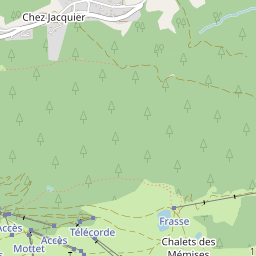 Chez Jacquier
Frasse
Accès
Télécorde
Accès
Mottet
Chalets des
Mémises